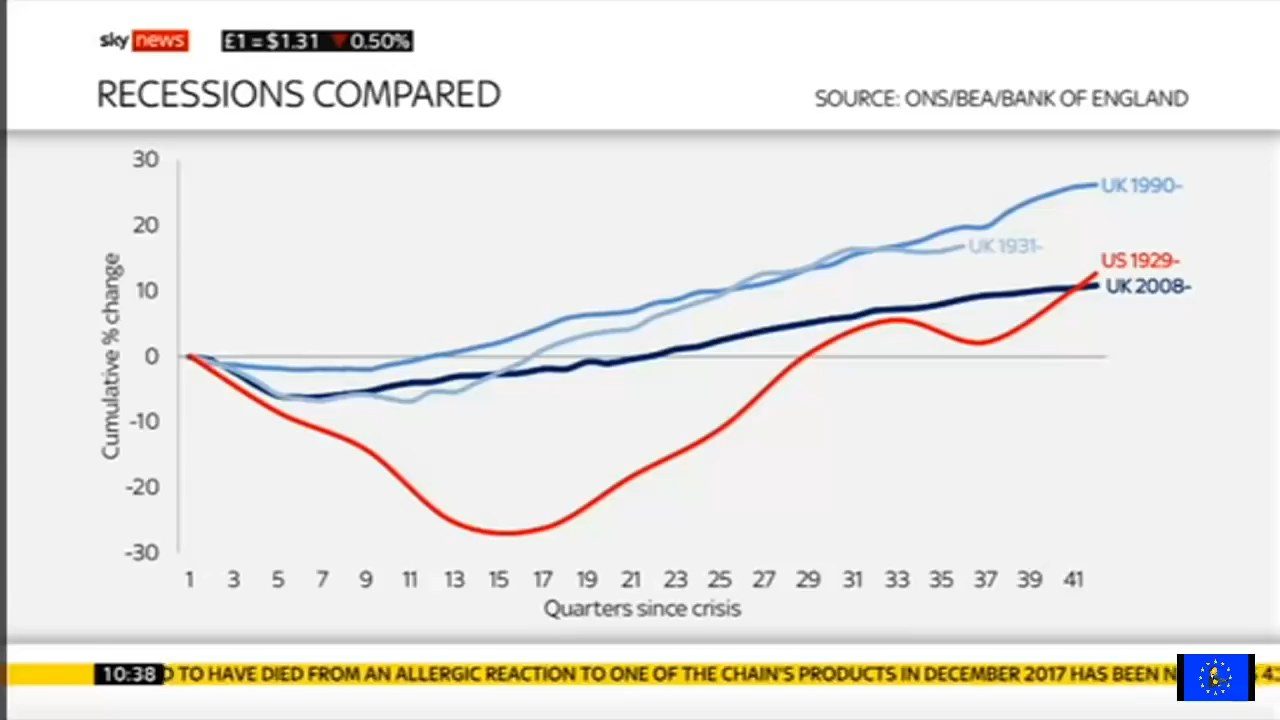 sky news £1 = $1.31 ▼0.50%
RECESSIONS COMPARED
SOURCE: ONS/BEA/BANK OF ENGLAND
Cumulative % change
30
20
10
0
-10
-20
-30
UK 1990-
UK 1931-
US 1929-
UK 2008-
1 3 5 7 9 11 13 15 17 19 21 23 25 27 29 31 33 35 37 39 41
Quarters since crisis
10:38 D TO HAVE DIED FROM AN ALLERGIC REACTION TO ONE OF THE CHAIN'S PRODUCTS IN DECEMBER 2017 HAS BEEN N